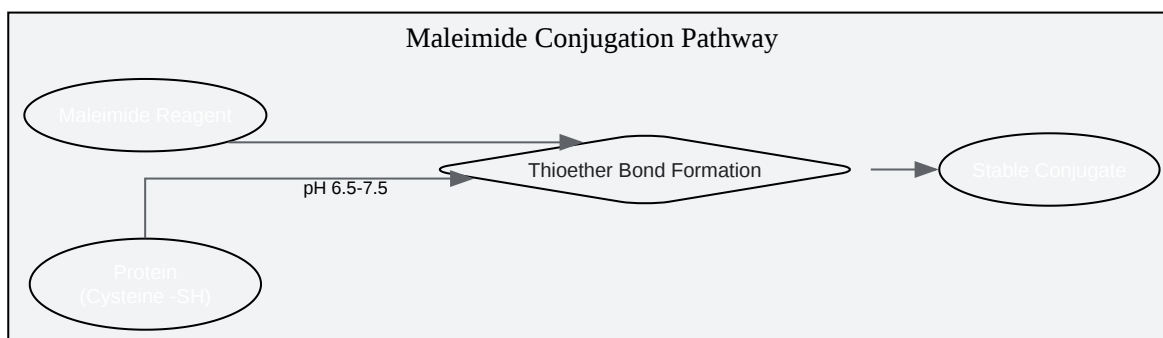 Maleimide Conjugation Pathway
Maleimide Reagent
Thioether Bond Formation
Stable Conjugate
pH 6.5-7.5
Protein
(Cysteine -SH)